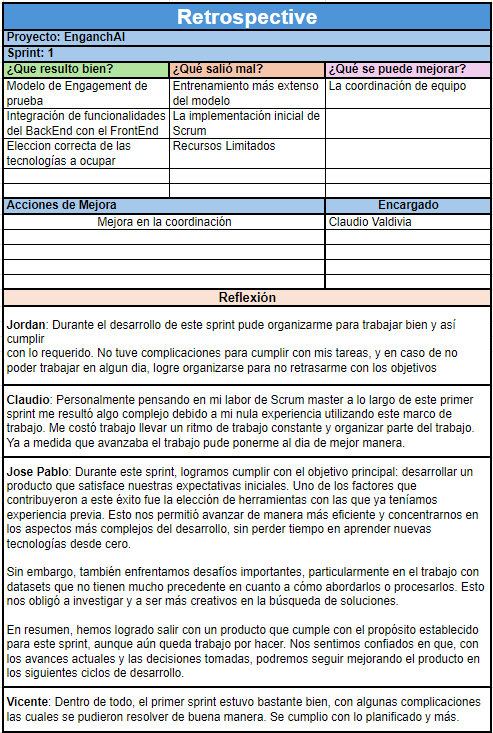 Retrospective
Proyecto: EnganchAI
Sprint: 1
¿Que resulto bien? ¿Qué salió mal? ¿Qué se puede mejorar?
Modelo de Engagement de Entrenamiento más extenso La coordinación de equipo
prueba del modelo
Integración de funcionalidades La implementación inicial de
del BackEnd con el FrontEnd Scrum
Eleccion correcta de las Recursos Limitados
tecnologías a ocupar
Acciones de Mejora Encargado
Mejora en la coordinación Claudio Valdivia
Reflexión
Jordan: Durante el desarrollo de este sprint pude organizarme para trabajar bien y así
cumplir
con lo requerido. No tuve complicaciones para cumplir con mis tareas, y en caso de no
poder trabajar en algun dia, logre organizarse para no retrasarme con los objetivos
Claudio: Personalmente pensando en mi labor de Scrum master a lo largo de este primer
sprint me resultó algo complejo debido a mi nula experiencia utilizando este marco de
trabajo. Me costó trabajo llevar un ritmo de trabajo constante y organizar parte del trabajo.
Ya a medida que avanzaba el trabajo pude ponerme al dia de mejor manera.
Jose Pablo: Durante este sprint, logramos cumplir con el objetivo principal: desarrollar un
producto que satisface nuestras expectativas iniciales. Uno de los factores que
contribuyeron a este éxito fue la elección de herramientas con las que ya teníamos
experiencia previa. Esto nos permitió avanzar de manera más eficiente y concentrarnos en
los aspectos más complejos del desarrollo, sin perder tiempo en aprender nuevas
tecnologías desde cero.
Sin embargo, también enfrentamos desafíos importantes, particularmente en el trabajo con
datasets que no tienen mucho precedente en cuanto a cómo abordarlos o procesarlos. Esto
nos obligó a investigar y a ser más creativos en la búsqueda de soluciones.
En resumen, hemos logrado salir con un producto que cumple con el propósito establecido
para este sprint, aunque aún queda trabajo por hacer. Nos sentimos confiados en que, con
los avances actuales y las decisiones tomadas, podremos seguir mejorando el producto en
los siguientes ciclos de desarrollo.
Vicente: Dentro de todo, el primer sprint estuvo bastante bien, con algunas complicaciones
las cuales se pudieron resolver de buena manera. Se cumplio con lo planificado y más.